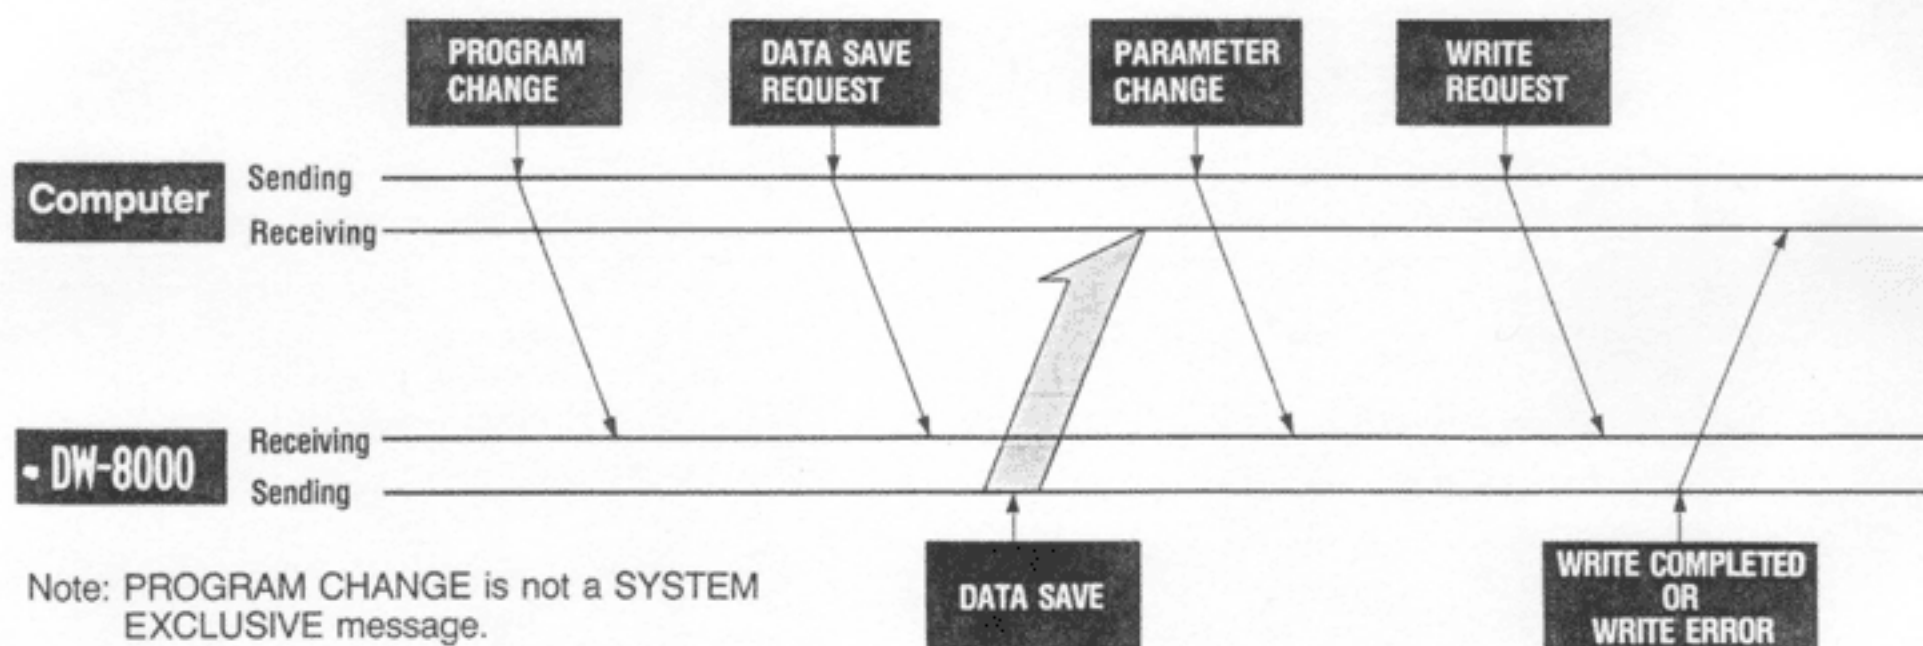 PROGRAM
CHANGE
DATA SAVE
REQUEST
PARAMETER
CHANGE
WRITE
REQUEST
Computer
Sending
Receiving
DW-8000
Receiving
Sending
DATA SAVE
WRITE COMPLETED
OR
WRITE ERROR
Note: PROGRAM CHANGE is not a SYSTEM
EXCLUSIVE message.